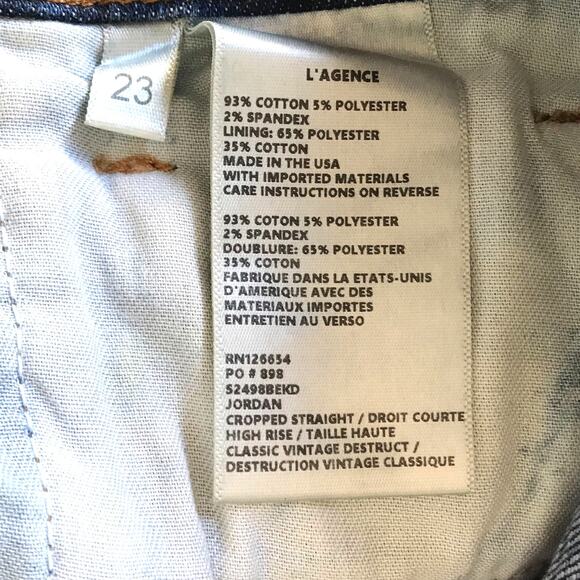 23
L'AGENCE
93% COTTON 5% POLYESTER
2% SPANDEX
LINING: 65% POLYESTER
35% COTTON
MADE IN THE USA
WITH IMPORTED MATERIALS
CARE INSTRUCTIONS ON REVERSE
93% COTON 5% POLYESTER
2% SPANDEX
DOUBLURE: 65% POLYESTER
35% COTON
FABRIQUE DANS LA ETATS-UNIS
D'AMERIQUE AVEC DES
MATERIAUX IMPORTES
ENTRETIEN AU VERSO
RN126654
PO # 898
S2498BEKD
JORDAN
CROPPED STRAIGHT / DROIT COURTE
HIGH RISE / TAILLE HAUTE
CLASSIC VINTAGE DESTRUCT /
DESTRUCTION VINTAGE CLASSIQUE